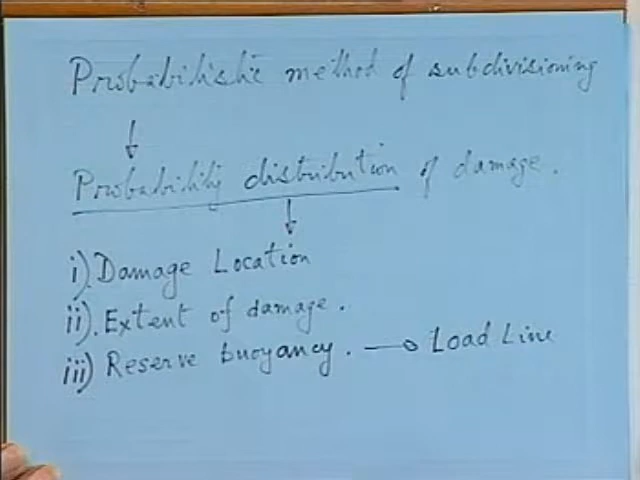 Probabilistic method of subdivisioning
↓
Probability distribution of damage.
↓
i). Damage Location
ii). Extent of damage.
iii) Reserve buoyancy. → Load Line